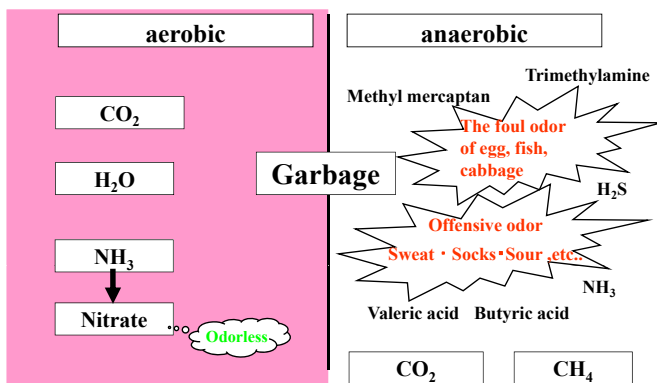 aerobic
anaerobic
Trimethylamine
Methyl mercaptan
CO₂
The foul odor
of egg, fish,
cabbage
Garbage
H₂O
H₂S
Offensive odor
Sweat・Socks・Sour ,etc..
NH₃
NH₃
Nitrate
Valeric acid
Butyric acid
Odorless
CO₂
CH₄